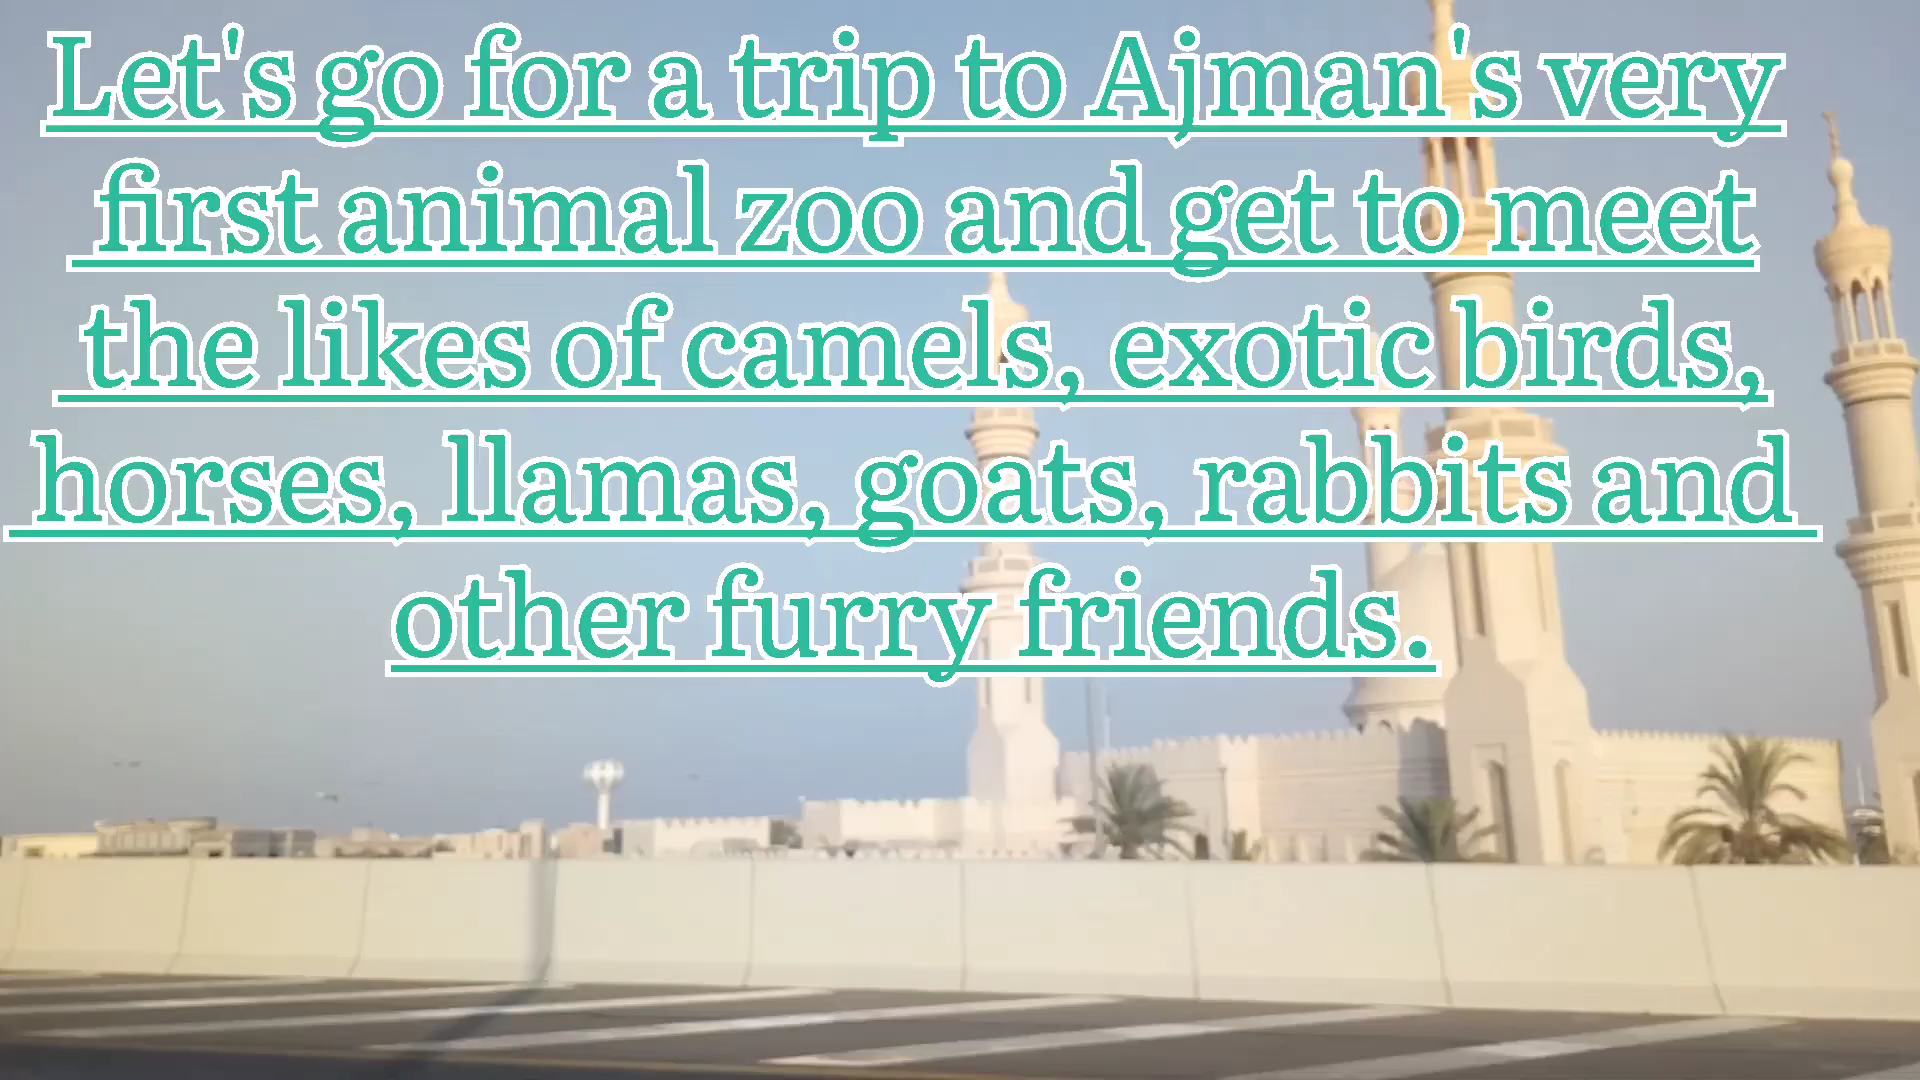 Let's go for a trip to Ajman's very
first animal zoo and get to meet
the likes of camels, exotic birds,
horses, llamas, goats, rabbits and
other furry friends.